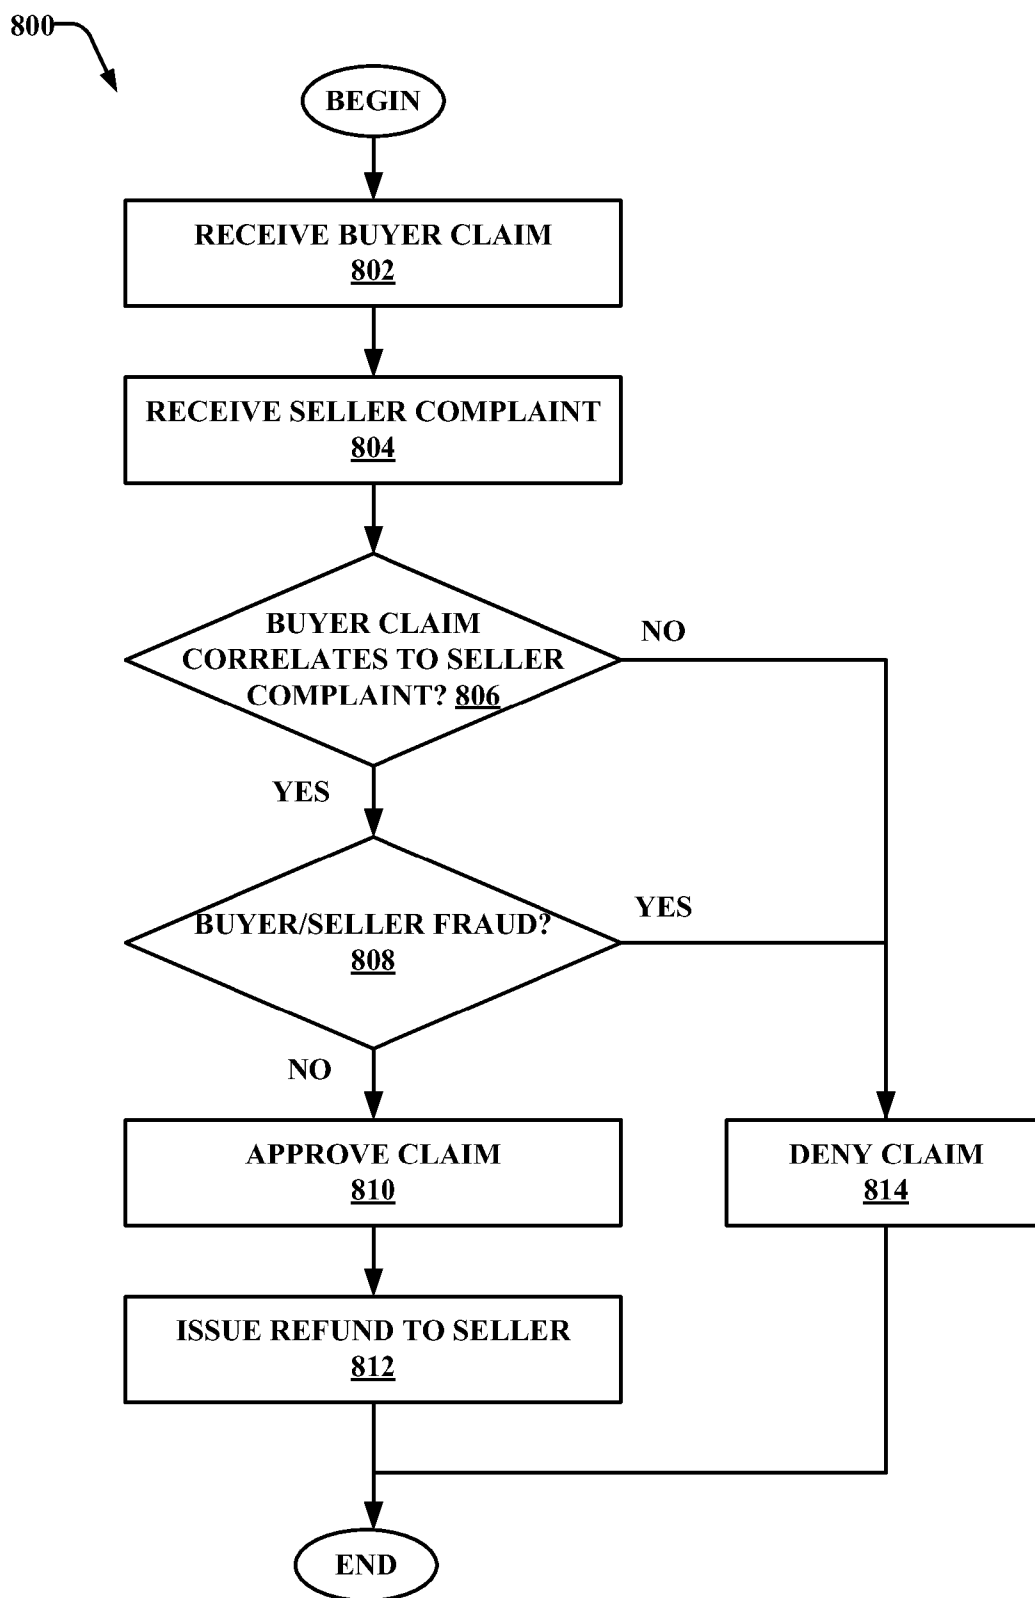 800
BEGIN
RECEIVE BUYER CLAIM
802
RECEIVE SELLER COMPLAINT
804
BUYER CLAIM
CORRELATES TO SELLER
COMPLAINT? 806
NO
YES
BUYER/SELLER FRAUD?
808
YES
NO
APPROVE CLAIM
810
DENY CLAIM
814
ISSUE REFUND TO SELLER
812
END